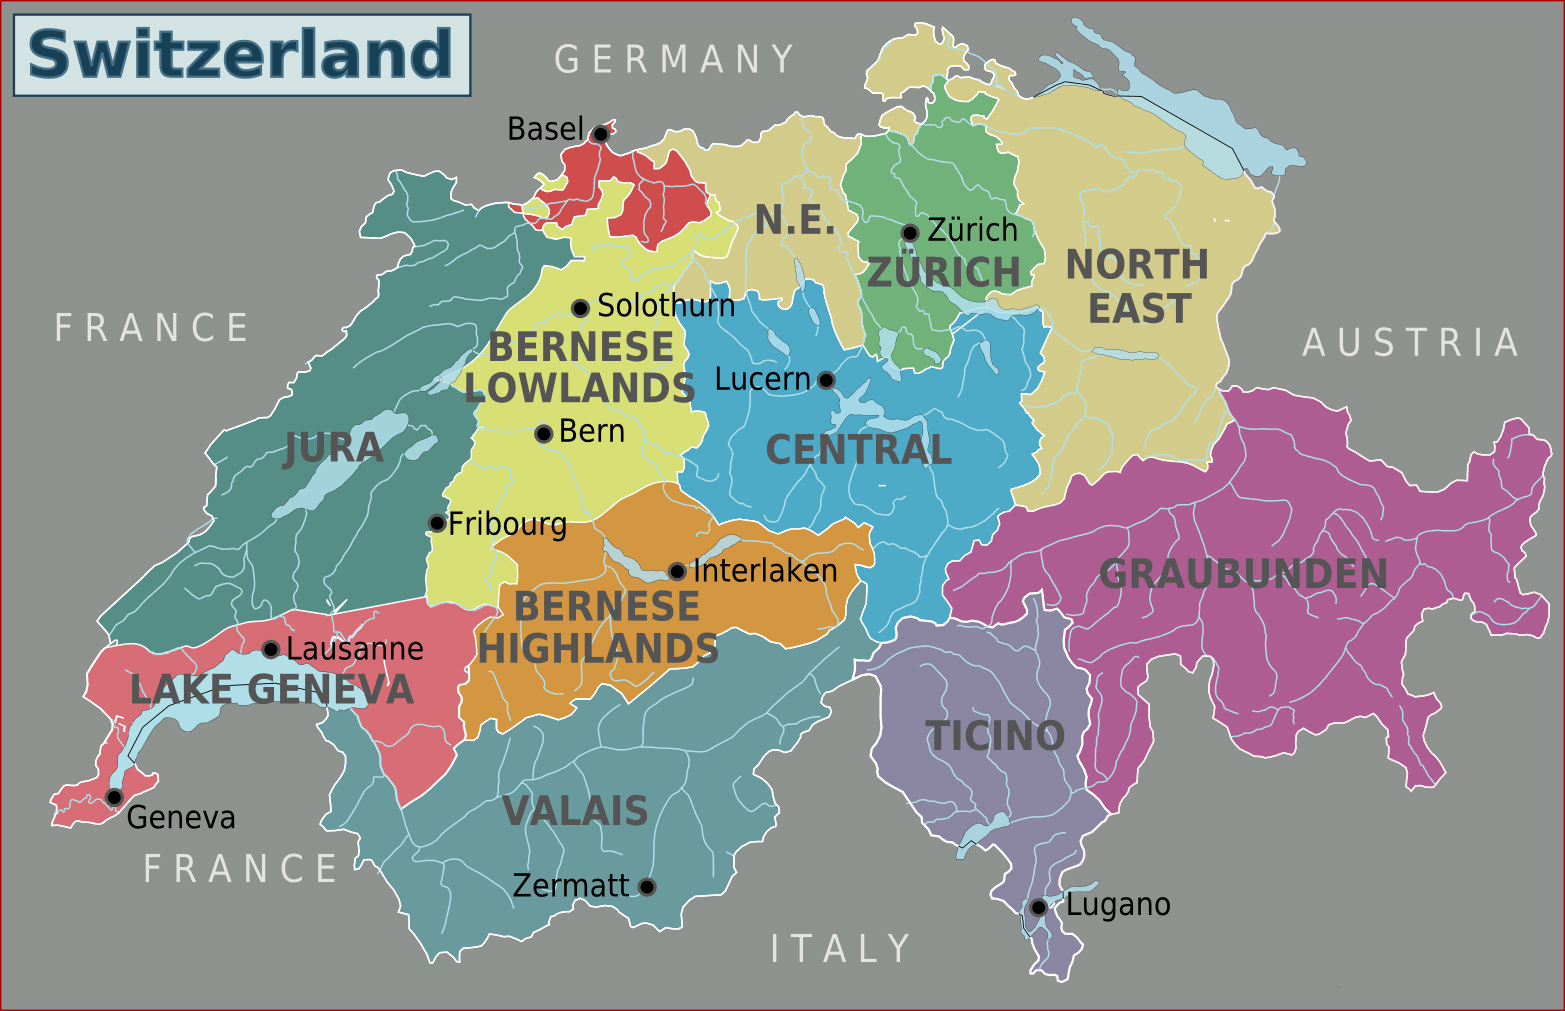 Switzerland
GERMANY
Basel
N.E.
Zürich
ZÜRICH
NORTH
EAST
FRANCE
AUSTRIA
Solothurn
BERNESE
LOWLANDS
Lucern
JURA
Bern
CENTRAL
Fribourg
Interlaken
GRAUBUNDEN
BERNESE
HIGHLANDS
Lausanne
LAKE GENEVA
TICINO
Geneva
VALAIS
FRANCE
Zermatt
Lugano
ITALY